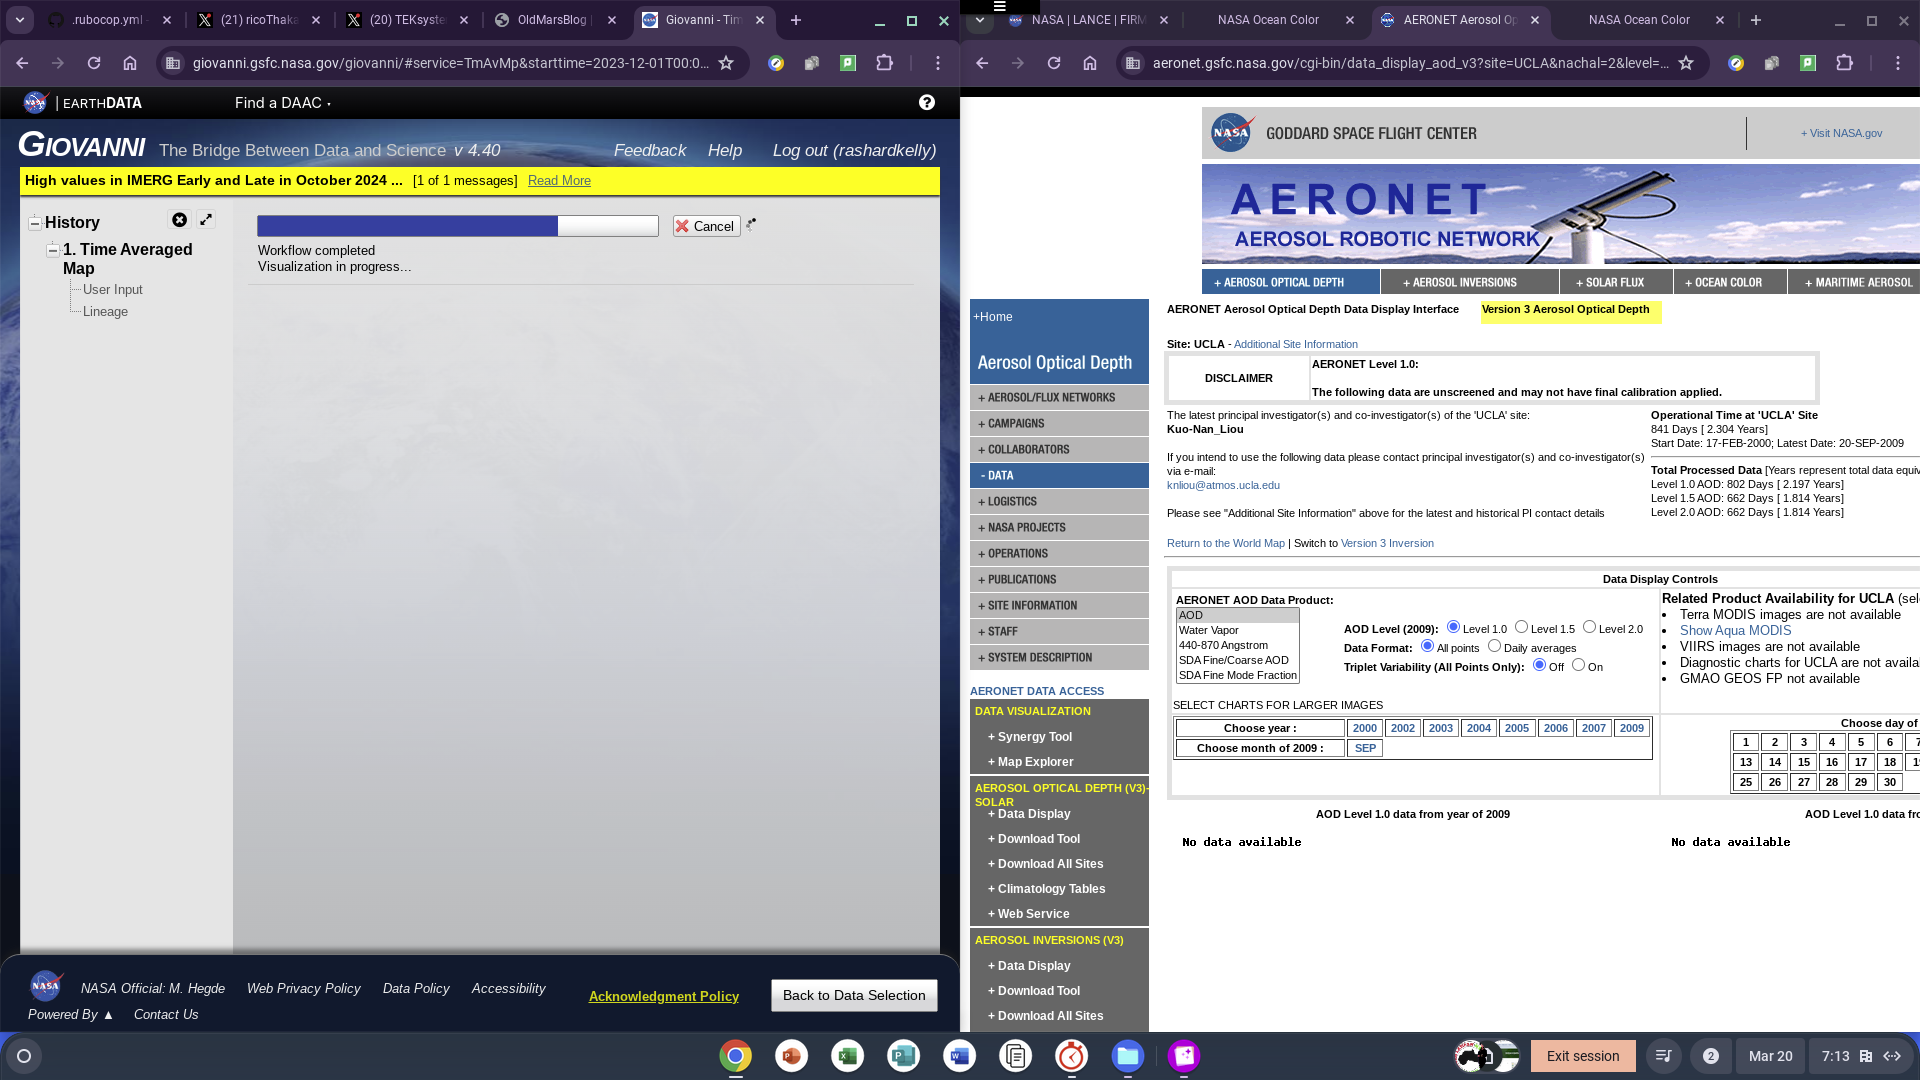 .rubocop.yml -
(21) ricoThaka
(20) TEKsyste
OldMarsBlog |
Giovanni - Tim
giovanni.gsfc.nasa.gov/giovanni/#service=TmAvMp&starttime=2023-12-01T00:0...
| EARTHDATA
Find a DAAC
GIOVANNI The Bridge Between Data and Science v 4.40
Feedback Help Log out (rashardkelly)
High values in IMERG Early and Late in October 2024 ... [1 of 1 messages] Read More
History
1. Time Averaged
Map
User Input
Lineage
Cancel
Workflow completed
Visualization in progress...
NASA Official: M. Hegde Web Privacy Policy Data Policy Accessibility
Powered By ▲ Contact Us
Acknowledgment Policy
Back to Data Selection
NASA | LANCE | FIRM
NASA Ocean Color
AERONET Aerosol Op
NASA Ocean Color
aeronet.gsfc.nasa.gov/cgi-bin/data_display_aod_v3?site=UCLA&nachal=2&level=...
NASA
GODDARD SPACE FLIGHT CENTER
+ Visit NASA.gov
AERONET
AEROSOL ROBOTIC NETWORK
+ AEROSOL OPTICAL DEPTH
+ AEROSOL INVERSIONS
+ SOLAR FLUX
+ OCEAN COLOR
+ MARITIME AEROSOL
+Home
Aerosol Optical Depth
+ AEROSOL/FLUX NETWORKS
+ CAMPAIGNS
+ COLLABORATORS
- DATA
+ LOGISTICS
+ NASA PROJECTS
+ OPERATIONS
+ PUBLICATIONS
+ SITE INFORMATION
+ STAFF
+ SYSTEM DESCRIPTION
AERONET DATA ACCESS
DATA VISUALIZATION
+ Synergy Tool
+ Map Explorer
AEROSOL OPTICAL DEPTH (V3)-
SOLAR
+ Data Display
+ Download Tool
+ Download All Sites
+ Climatology Tables
+ Web Service
AEROSOL INVERSIONS (V3)
+ Data Display
+ Download Tool
+ Download All Sites
AERONET Aerosol Optical Depth Data Display Interface
Version 3 Aerosol Optical Depth
Site: UCLA - Additional Site Information
DISCLAIMER
AERONET Level 1.0:
The following data are unscreened and may not have final calibration applied.
The latest principal investigator(s) and co-investigator(s) of the 'UCLA' site:
Kuo-Nan_Liou
If you intend to use the following data please contact principal investigator(s) and co-investigator(s)
via e-mail:
knliou@atmos.ucla.edu
Please see "Additional Site Information" above for the latest and historical PI contact details
Operational Time at 'UCLA' Site
841 Days [ 2.304 Years]
Start Date: 17-FEB-2000; Latest Date: 20-SEP-2009
Total Processed Data [Years represent total data equiv
Level 1.0 AOD: 802 Days [ 2.197 Years]
Level 1.5 AOD: 662 Days [ 1.814 Years]
Level 2.0 AOD: 662 Days [ 1.814 Years]
Return to the World Map | Switch to Version 3 Inversion
Data Display Controls
AERONET AOD Data Product:
AOD
Water Vapor
440-870 Angstrom
SDA Fine/Coarse AOD
SDA Fine Mode Fraction
AOD Level (2009): Level 1.0 Level 1.5 Level 2.0
Data Format: All points Daily averages
Triplet Variability (All Points Only): Off On
Related Product Availability for UCLA (sel
• Terra MODIS images are not available
• Show Aqua MODIS
• VIIRS images are not available
• Diagnostic charts for UCLA are not availa
• GMAO GEOS FP not available
SELECT CHARTS FOR LARGER IMAGES
Choose year : 2000 2002 2003 2004 2005 2006 2007 2009
Choose month of 2009 : SEP
Choose day of
1 2 3 4 5 6 7
13 14 15 16 17 18 19
25 26 27 28 29 30
AOD Level 1.0 data from year of 2009
AOD Level 1.0 data fro
No data available
No data available
Exit session
2
Mar 20
7:13